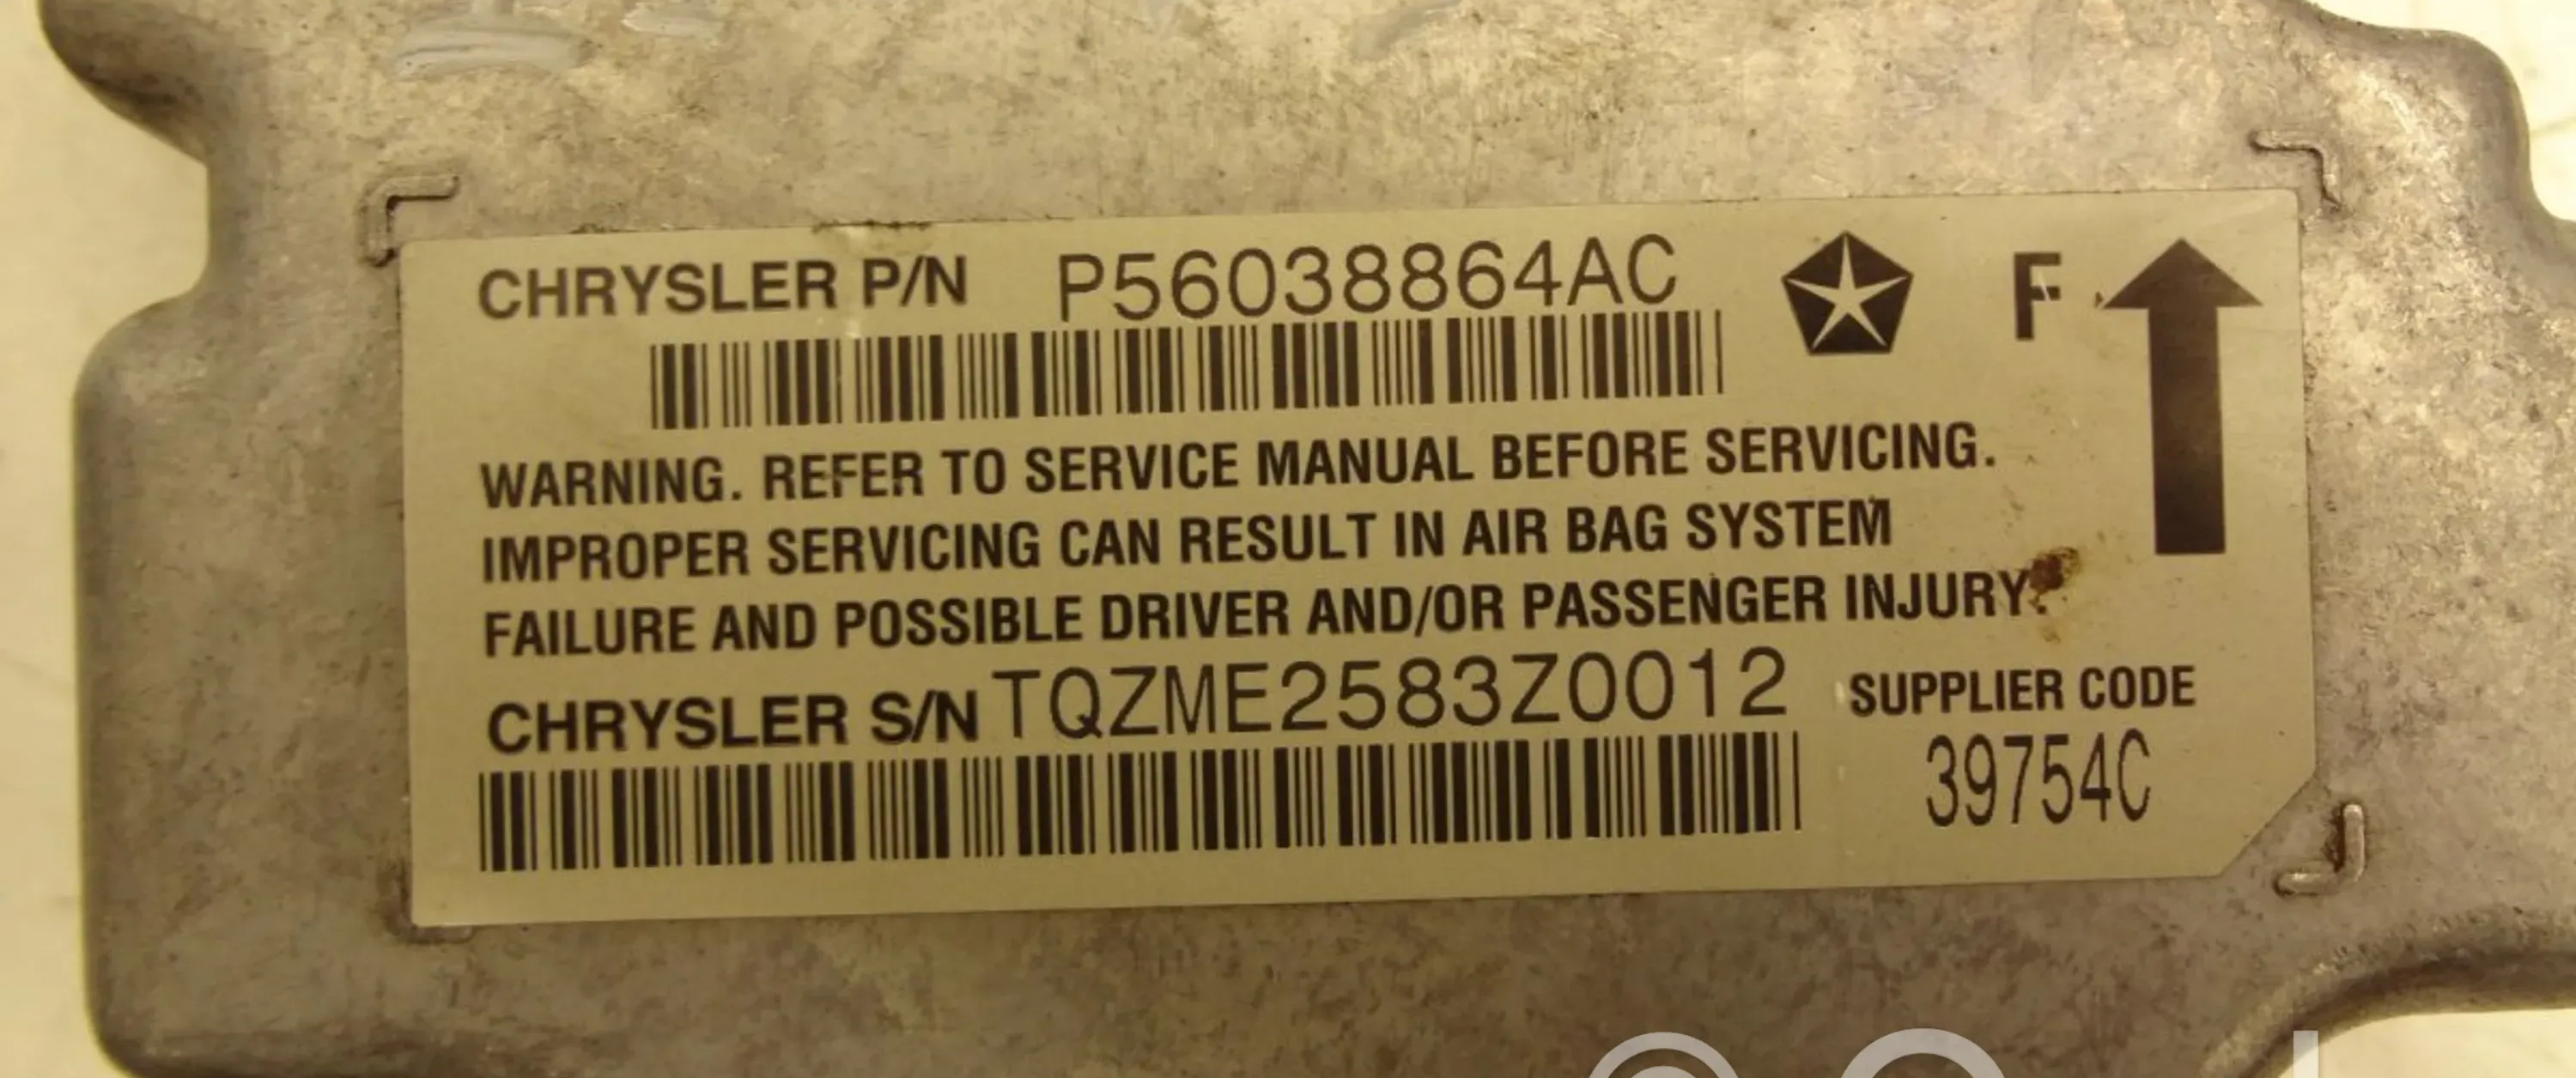 CHRYSLER P/N P56038864AC
F
WARNING. REFER TO SERVICE MANUAL BEFORE SERVICING.
IMPROPER SERVICING CAN RESULT IN AIR BAG SYSTEM
FAILURE AND POSSIBLE DRIVER AND/OR PASSENGER INJURY.
CHRYSLER S/N TQZME2583Z0012
SUPPLIER CODE
39754C